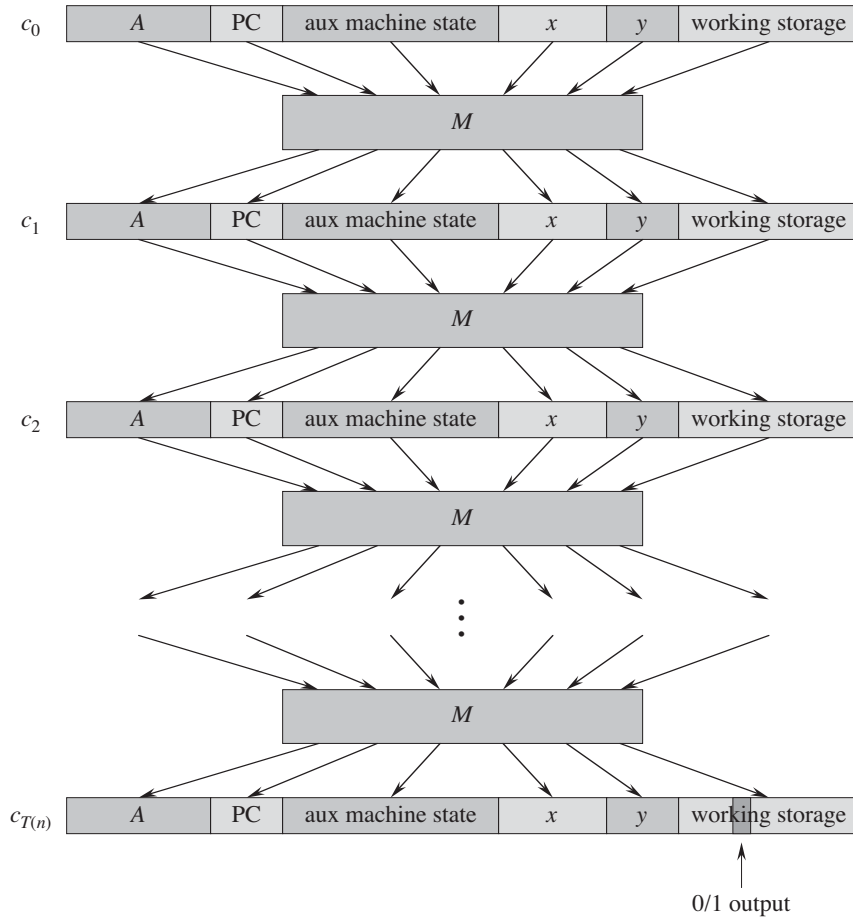 c0 A PC aux machine state x y working storage
M
c1 A PC aux machine state x y working storage
M
c2 A PC aux machine state x y working storage
M
M
cT(n) A PC aux machine state x y working storage
0/1 output